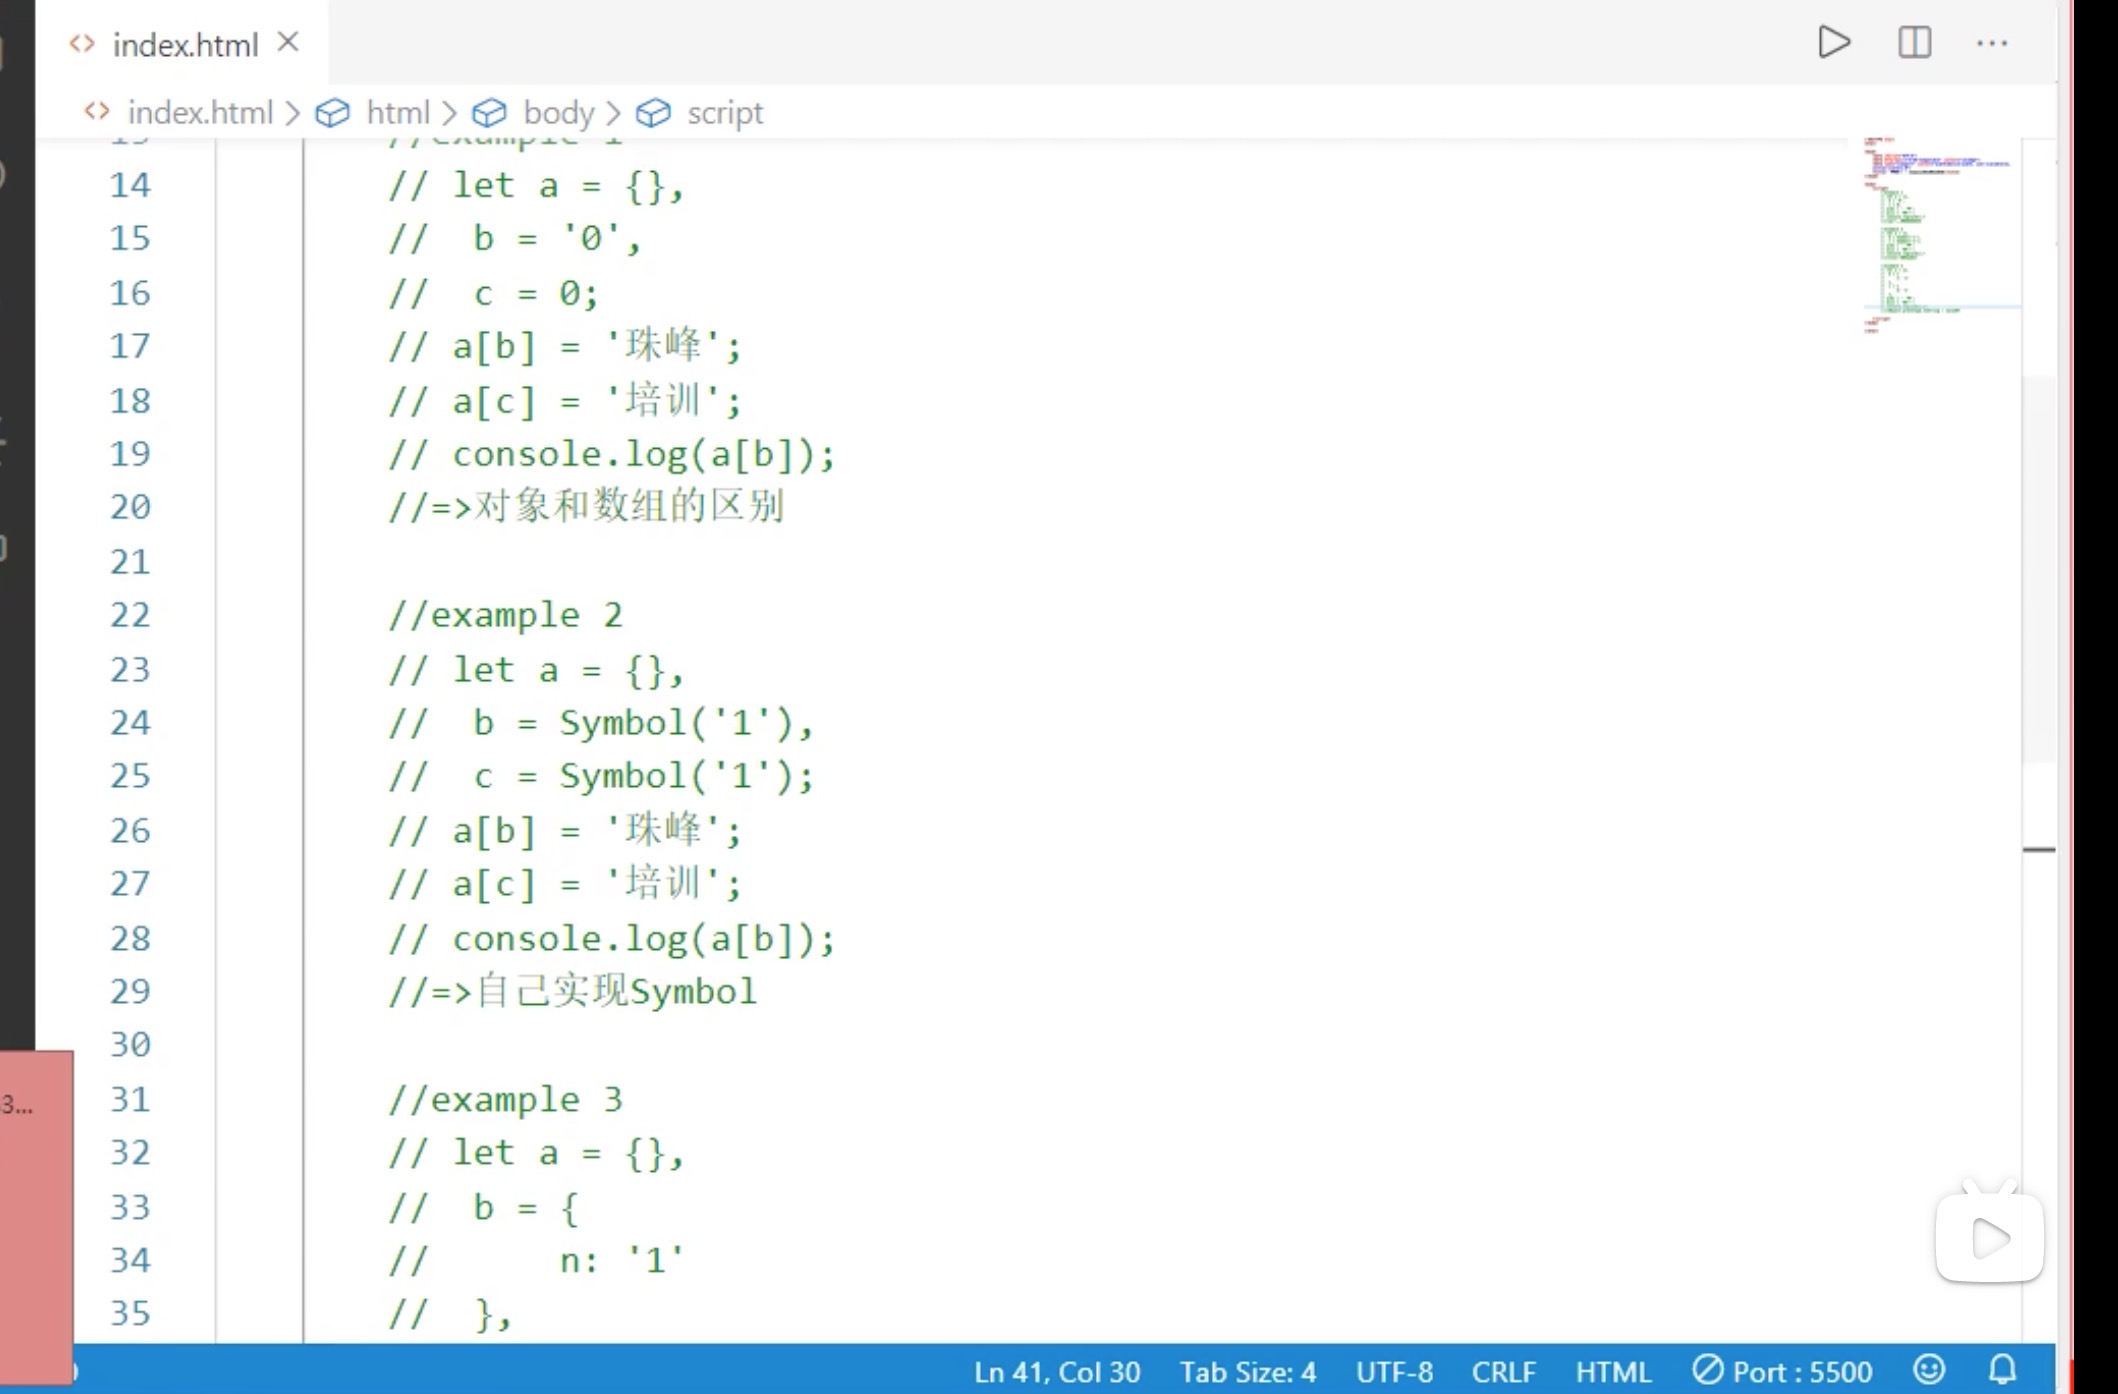 index.html
index.html > html > body > script
//example 1
14 // let a = {},
15 //  b = '0',
16 //  c = 0;
17 // a[b] = '珠峰';
18 // a[c] = '培训';
19 // console.log(a[b]);
20 //=>对象和数组的区别
21
22 //example 2
23 // let a = {},
24 //  b = Symbol('1'),
25 //  c = Symbol('1');
26 // a[b] = '珠峰';
27 // a[c] = '培训';
28 // console.log(a[b]);
29 //=>自己实现Symbol
30
31 //example 3
32 // let a = {},
33 //  b = {
34 //      n: '1'
35 //  },
3...
Ln 41, Col 30 Tab Size: 4 UTF-8 CRLF HTML Port : 5500